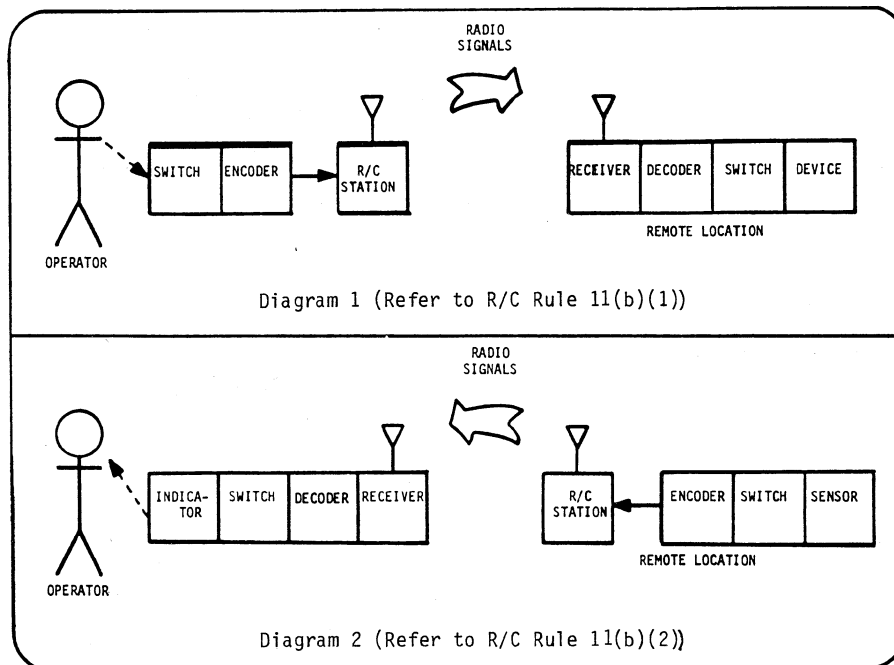 RADIO
SIGNALS
SWITCH
ENCODER
R/C
STATION
RECEIVER
DECODER
SWITCH
DEVICE
REMOTE LOCATION
OPERATOR
Diagram 1 (Refer to R/C Rule 11(b)(1))
RADIO
SIGNALS
INDICA-
TOR
SWITCH
DECODER
RECEIVER
R/C
STATION
ENCODER
SWITCH
SENSOR
REMOTE LOCATION
OPERATOR
Diagram 2 (Refer to R/C Rule 11(b)(2))